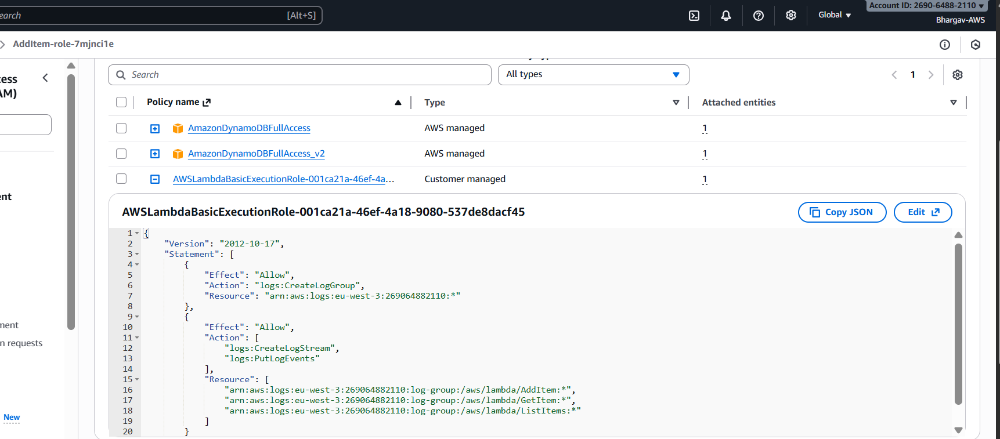 earch [Alt+S]
Global
Account ID: 2690-6488-2110
Bhargav-AWS
AddItem-role-7mjnci1e
ess
AM)
ent
ment
n requests
New
Search
All types
1
Policy name Type Attached entities
AmazonDynamoDBFullAccess AWS managed 1
AmazonDynamoDBFullAccess_v2 AWS managed 1
AWSLambdaBasicExecutionRole-001ca21a-46ef-4a... Customer managed 1
AWSLambdaBasicExecutionRole-001ca21a-46ef-4a18-9080-537de8dacf45
Copy JSON Edit
1 {
2 "Version": "2012-10-17",
3 "Statement": [
4 {
5 "Effect": "Allow",
6 "Action": "logs:CreateLogGroup",
7 "Resource": "arn:aws:logs:eu-west-3:269064882110:*"
8 },
9 {
10 "Effect": "Allow",
11 "Action": [
12 "logs:CreateLogStream",
13 "logs:PutLogEvents"
14 ],
15 "Resource": [
16 "arn:aws:logs:eu-west-3:269064882110:log-group:/aws/lambda/AddItem:*",
17 "arn:aws:logs:eu-west-3:269064882110:log-group:/aws/lambda/GetItem:*",
18 "arn:aws:logs:eu-west-3:269064882110:log-group:/aws/lambda/ListItems:*"
19 ]
20 }